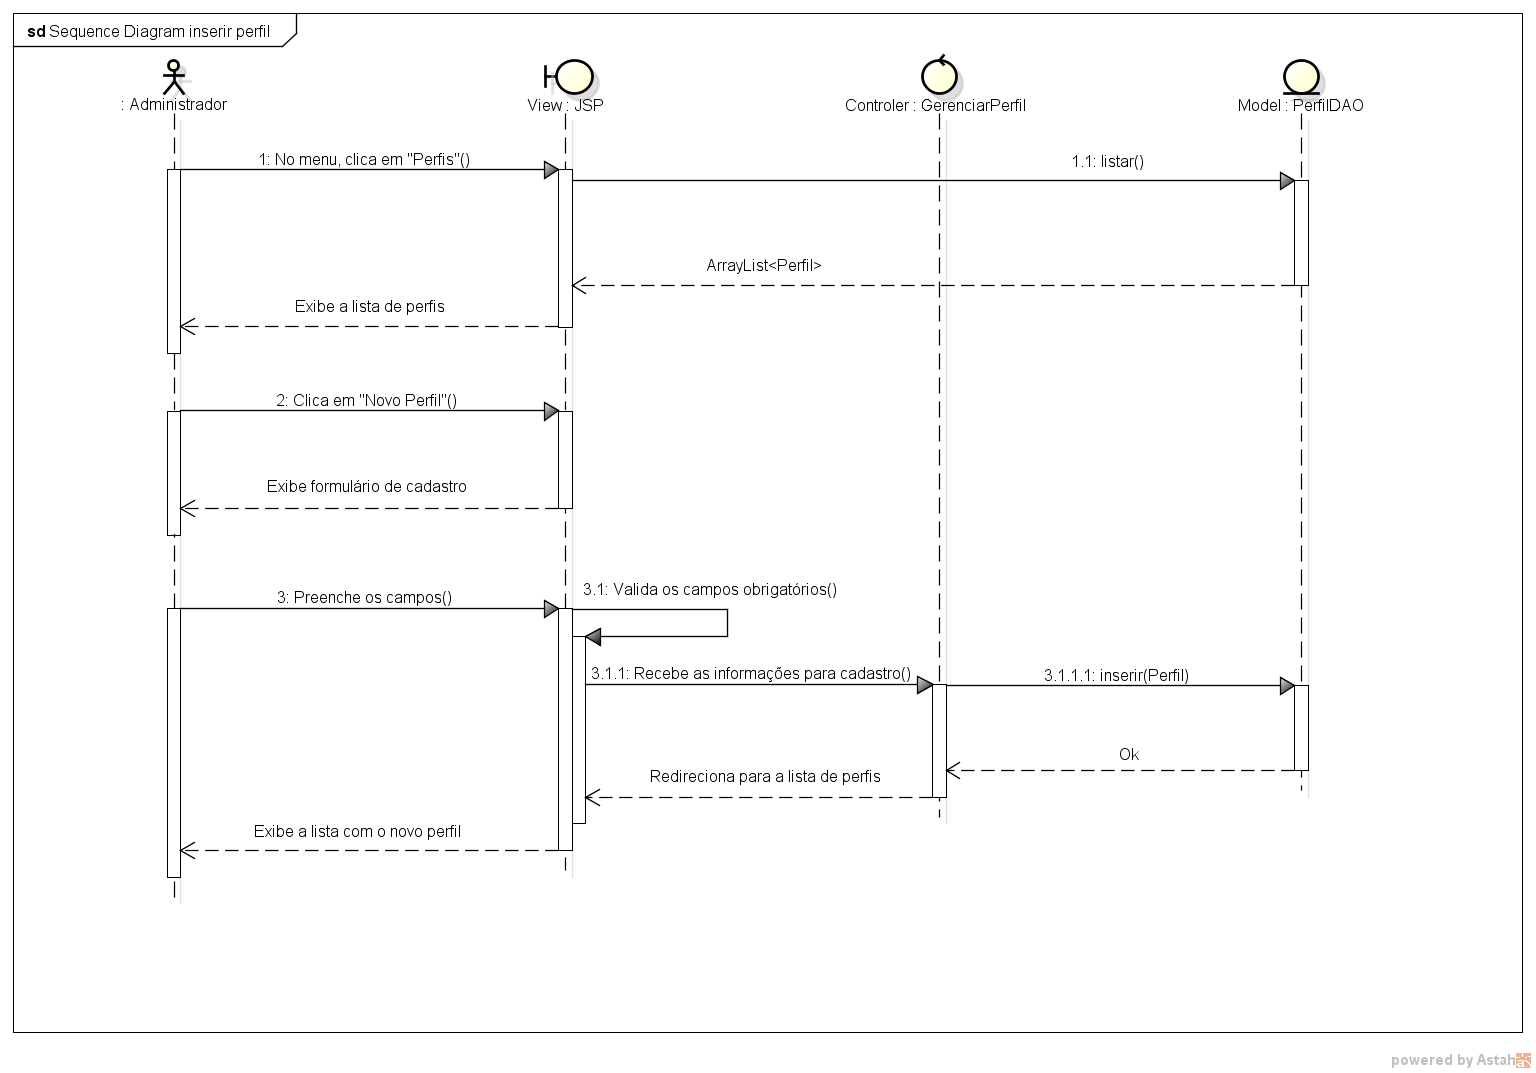 sd Sequence Diagram inserir perfil
: Administrador
View : JSP
Controler : GerenciarPerfil
Model : PerfilDAO
1: No menu, clica em "Perfis"()
1.1: listar()
ArrayList<Perfil>
Exibe a lista de perfis
2: Clica em "Novo Perfil"()
Exibe formulário de cadastro
3: Preenche os campos()
3.1: Valida os campos obrigatórios()
3.1.1: Recebe as informações para cadastro()
3.1.1.1: inserir(Perfil)
Ok
Redireciona para a lista de perfis
Exibe a lista com o novo perfil
powered by Astah